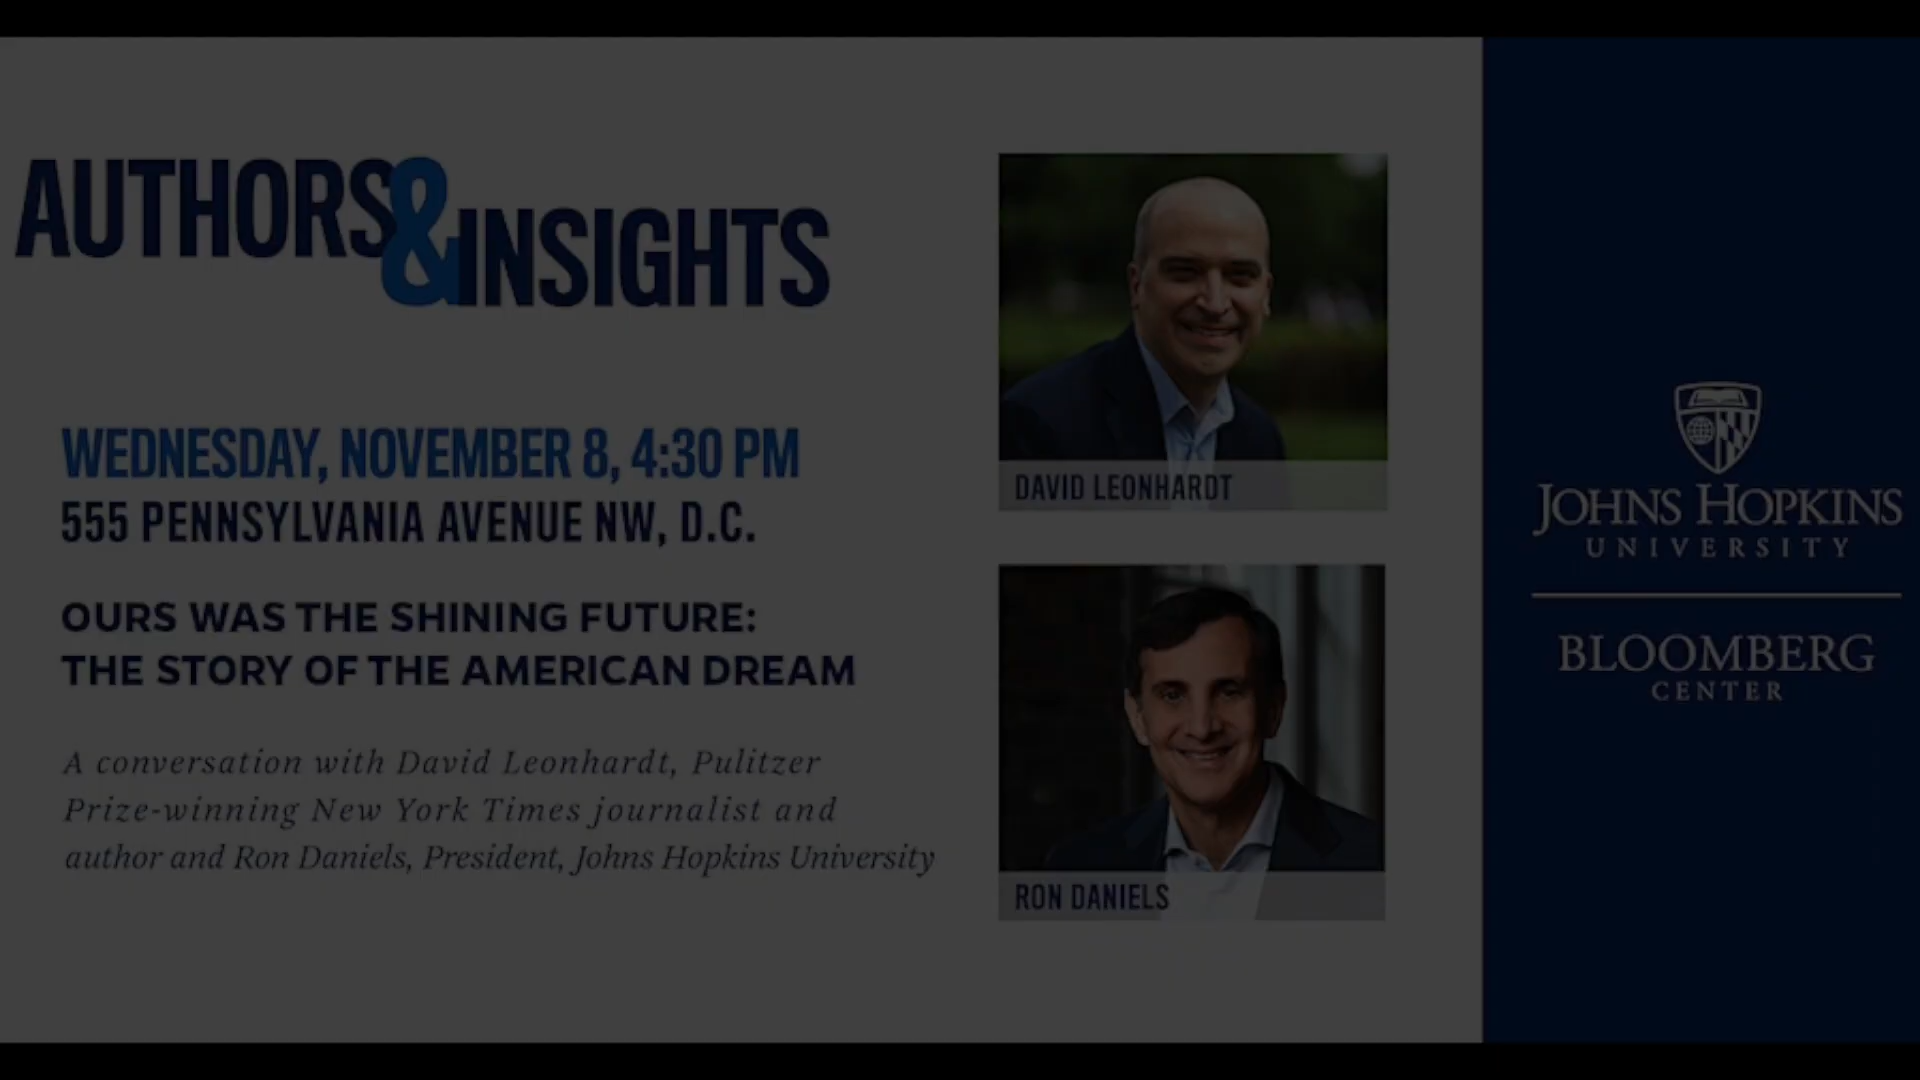 AUTHORS & INSIGHTS
WEDNESDAY, NOVEMBER 8, 4:30 PM
555 PENNSYLVANIA AVENUE NW, D.C.
OURS WAS THE SHINING FUTURE:
THE STORY OF THE AMERICAN DREAM
A conversation with David Leonhardt, Pulitzer
Prize-winning New York Times journalist and
author and Ron Daniels, President, Johns Hopkins University
DAVID LEONHARDT
RON DANIELS
JOHNS HOPKINS
UNIVERSITY
BLOOMBERG
CENTER